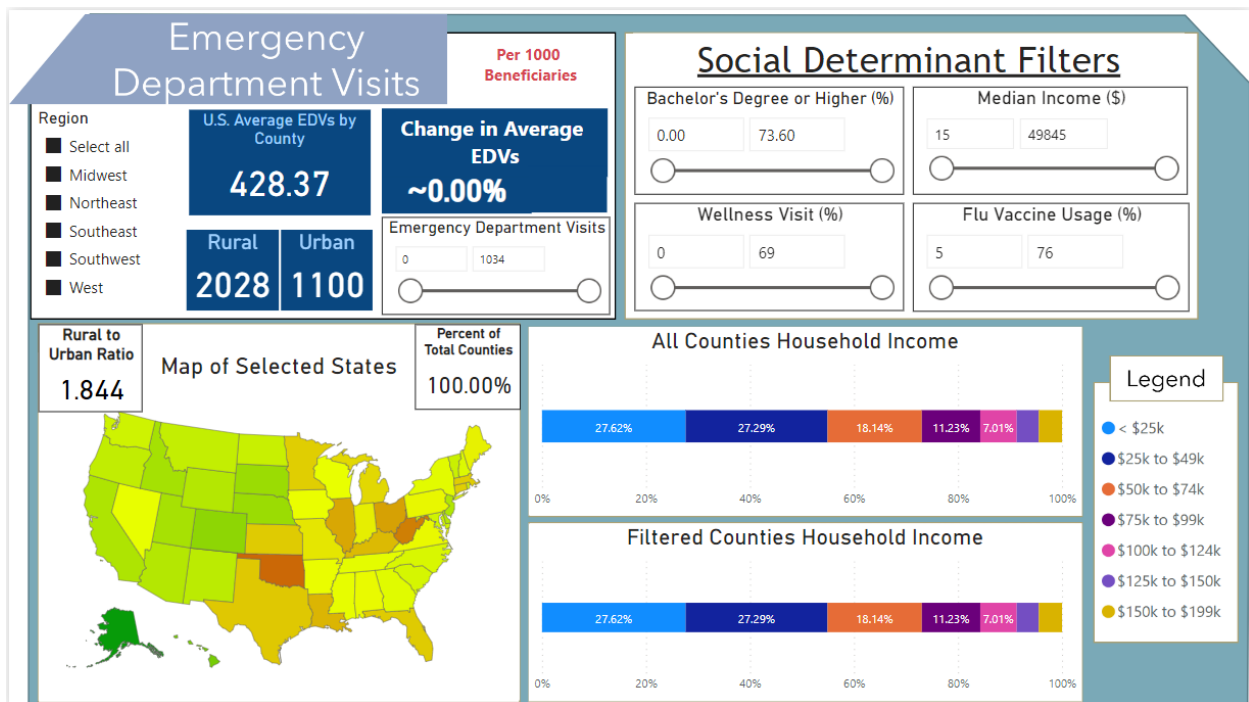 Emergency
Department Visits
Per 1000
Beneficiaries
Region
Select all
Midwest
Northeast
Southeast
Southwest
West
U.S. Average EDVs by
County
428.37
Change in Average
EDVs
~0.00%
Rural
2028
Urban
1100
Emergency Department Visits
0
1034
Social Determinant Filters
Bachelor's Degree or Higher (%)
0.00
73.60
Median Income ($)
15
49845
Wellness Visit (%)
0
69
Flu Vaccine Usage (%)
5
76
Rural to
Urban Ratio
1.844
Map of Selected States
Percent of
Total Counties
100.00%
All Counties Household Income
27.62%
27.29%
18.14%
11.23%
7.01%
0%
20%
40%
60%
80%
100%
Filtered Counties Household Income
27.62%
27.29%
18.14%
11.23%
7.01%
0%
20%
40%
60%
80%
100%
Legend
< $25k
$25k to $49k
$50k to $74k
$75k to $99k
$100k to $124k
$125k to $150k
$150k to $199k